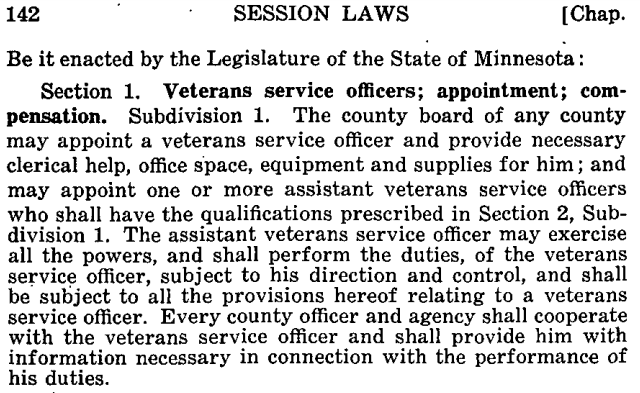 142 SESSION LAWS [Chap.
Be it enacted by the Legislature of the State of Minnesota:
Section 1. Veterans service officers; appointment; com-
pensation. Subdivision 1. The county board of any county
may appoint a veterans service officer and provide necessary
clerical help, office space, equipment and supplies for him; and
may appoint one or more assistant veterans service officers
who shall have the qualifications prescribed in Section 2, Sub-
division 1. The assistant veterans service officer may exercise
all the powers, and shall perform the duties, of the veterans
service officer, subject to his direction and control, and shall
be subject to all the provisions hereof relating to a veterans
service officer. Every county officer and agency shall cooperate
with the veterans service officer and shall provide him with
information necessary in connection with the performance of
his duties.